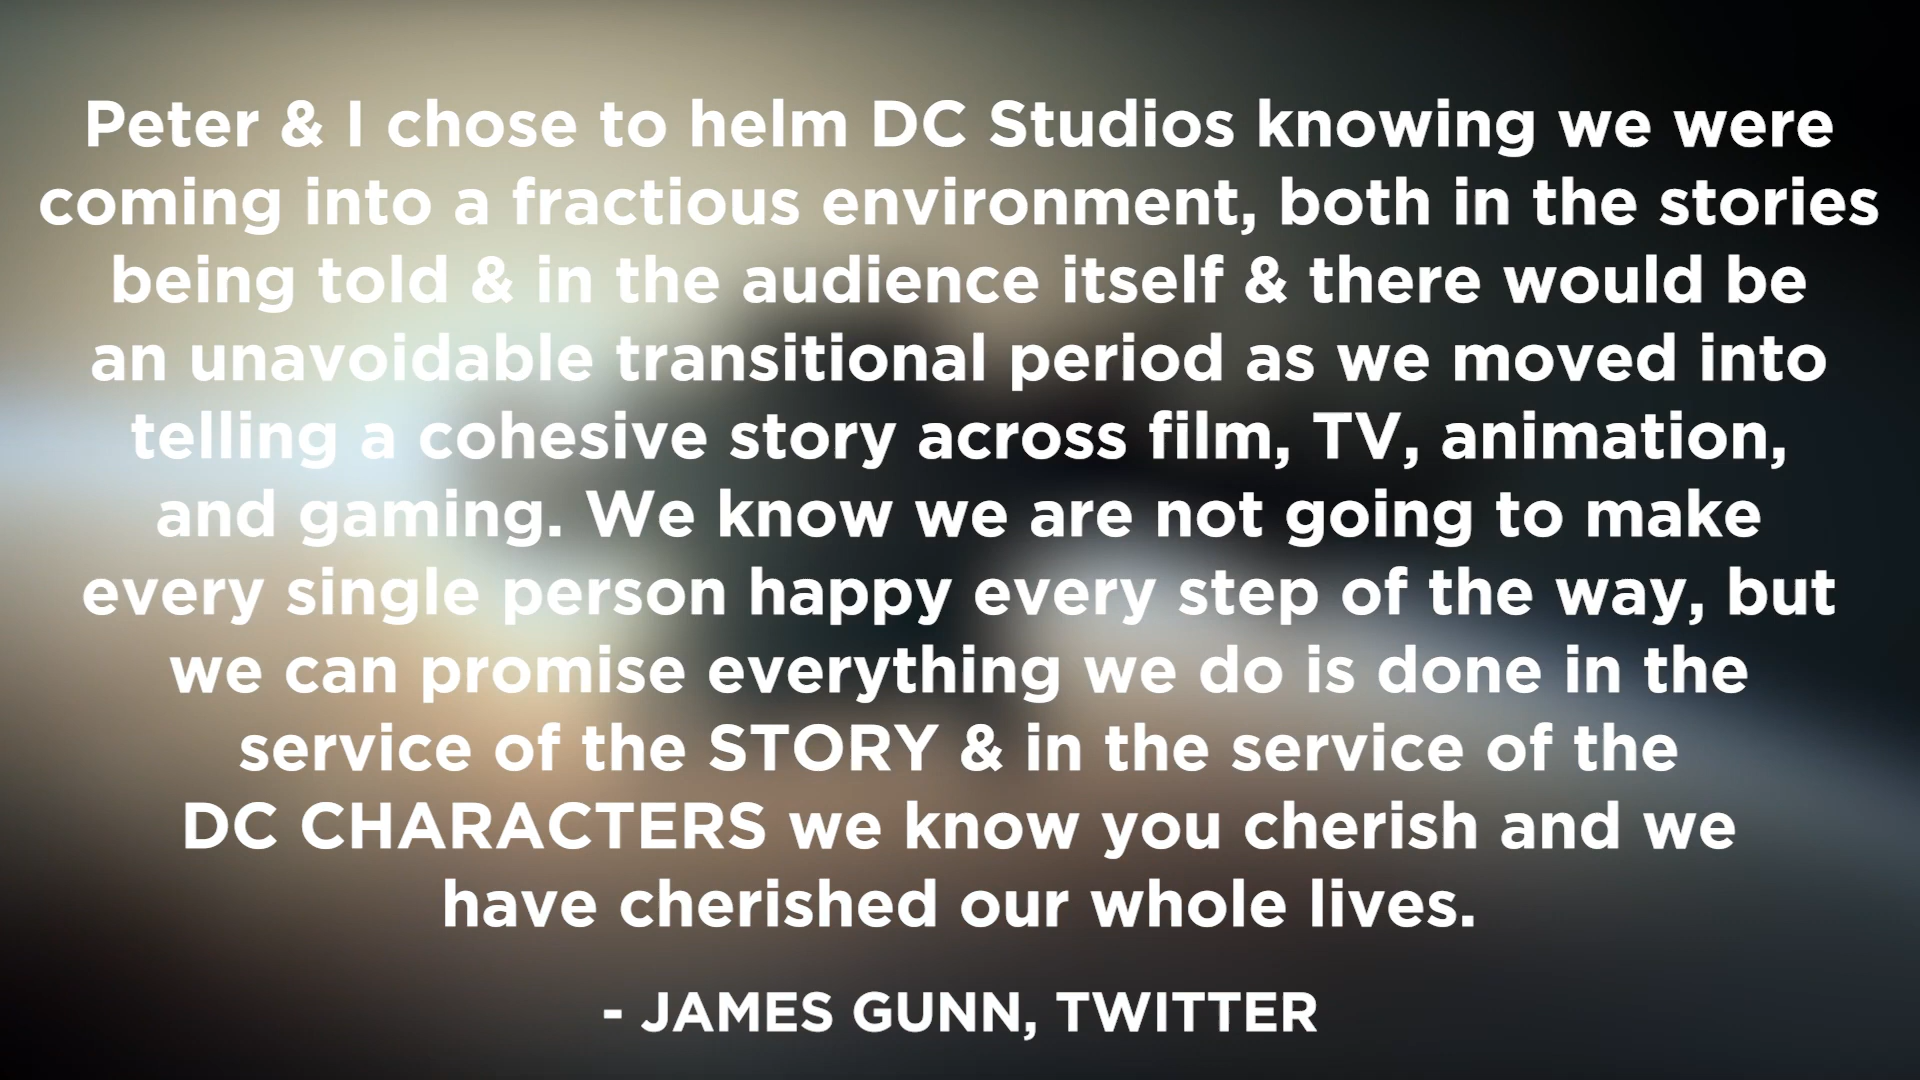 Peter & I chose to helm DC Studios knowing we were
coming into a fractious environment, both in the stories
being told & in the audience itself & there would be
an unavoidable transitional period as we moved into
telling a cohesive story across film, TV, animation,
and gaming. We know we are not going to make
every single person happy every step of the way, but
we can promise everything we do is done in the
service of the STORY & in the service of the
DC CHARACTERS we know you cherish and we
have cherished our whole lives.
- JAMES GUNN, TWITTER